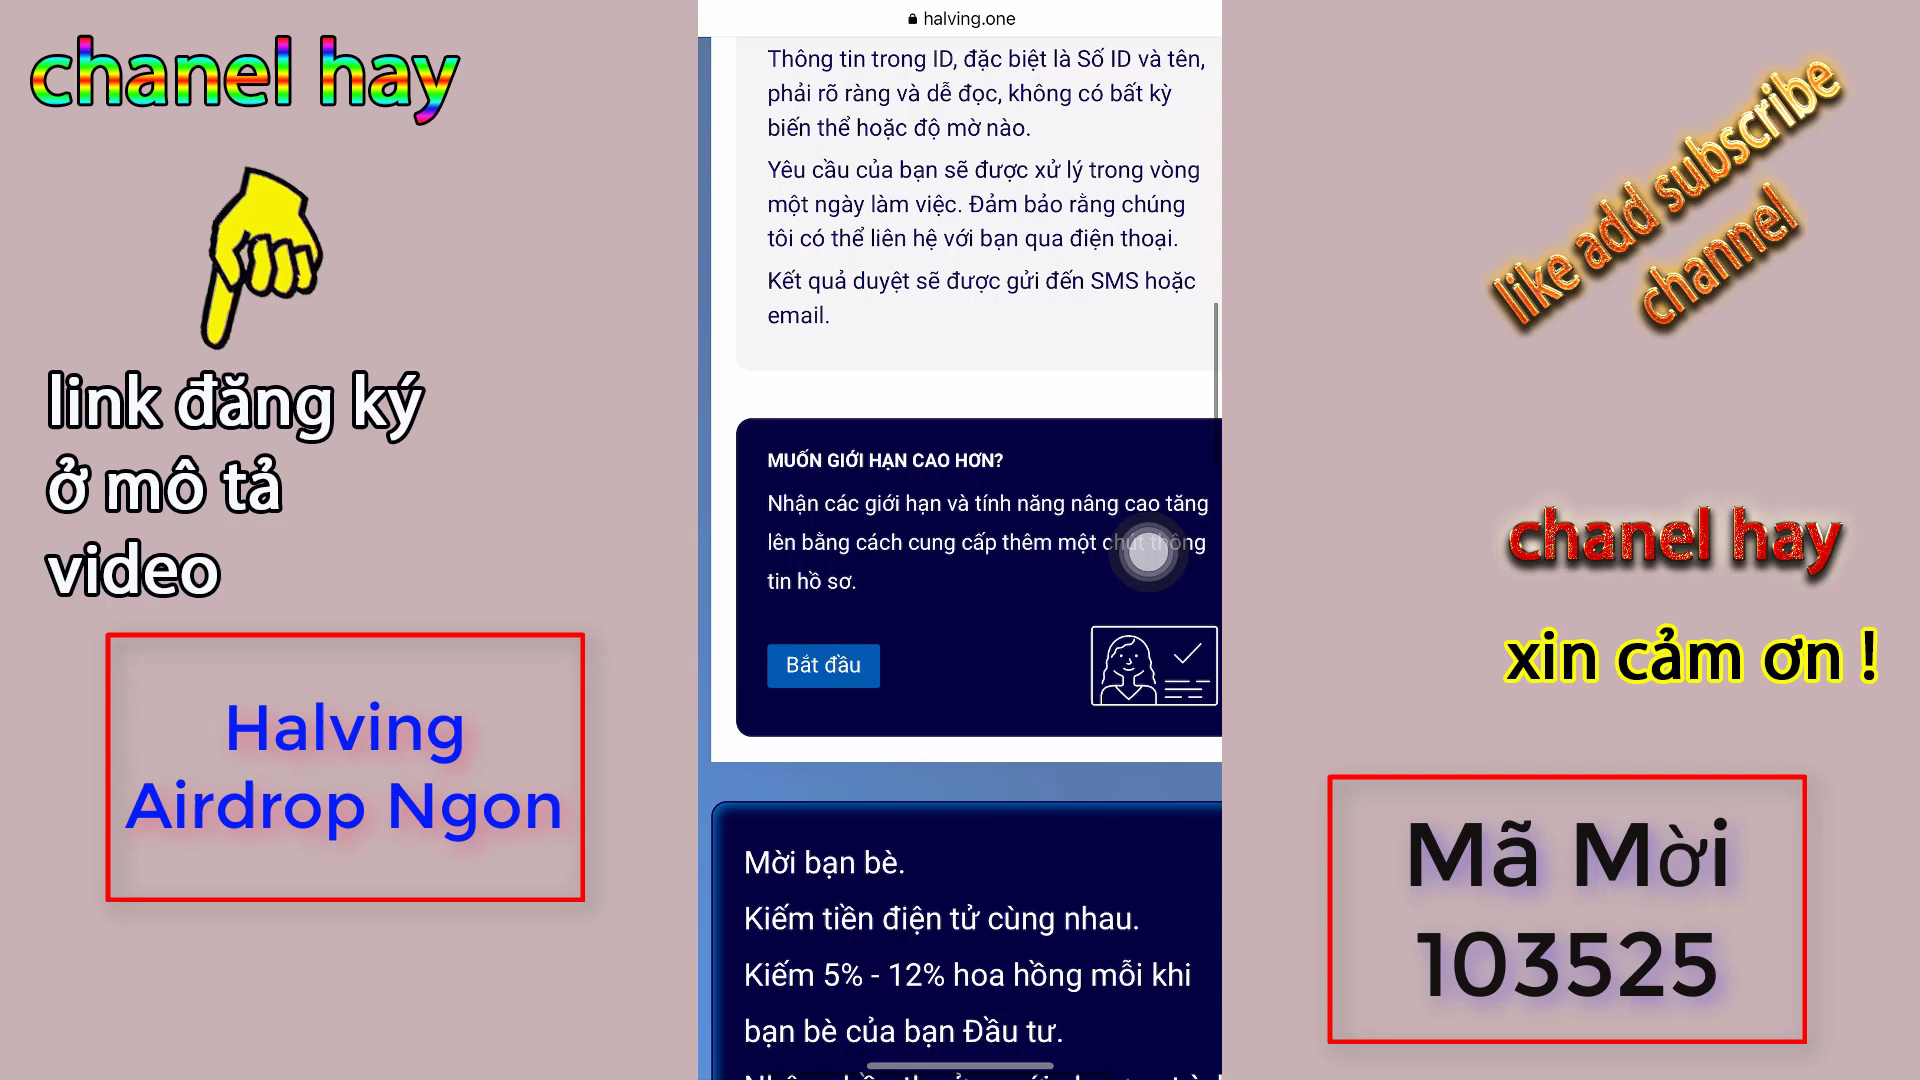 chanel hay
link đăng ký
ở mô tả
video
Halving
Airdrop Ngon
halving.one
Thông tin trong ID, đặc biệt là Số ID và tên,
phải rõ ràng và dễ đọc, không có bất kỳ
biến thể hoặc độ mờ nào.
Yêu cầu của bạn sẽ được xử lý trong vòng
một ngày làm việc. Đảm bảo rằng chúng
tôi có thể liên hệ với bạn qua điện thoại.
Kết quả duyệt sẽ được gửi đến SMS hoặc
email.
MUỐN GIỚI HẠN CAO HƠN?
Nhận các giới hạn và tính năng nâng cao tăng
lên bằng cách cung cấp thêm một chút thông
tin hồ sơ.
Bắt đầu
Mời bạn bè.
Kiếm tiền điện tử cùng nhau.
Kiếm 5% - 12% hoa hồng mỗi khi
bạn bè của bạn Đầu tư.
like add subscribe
channel
chanel hay
xin cảm ơn !
Mã Mời
103525